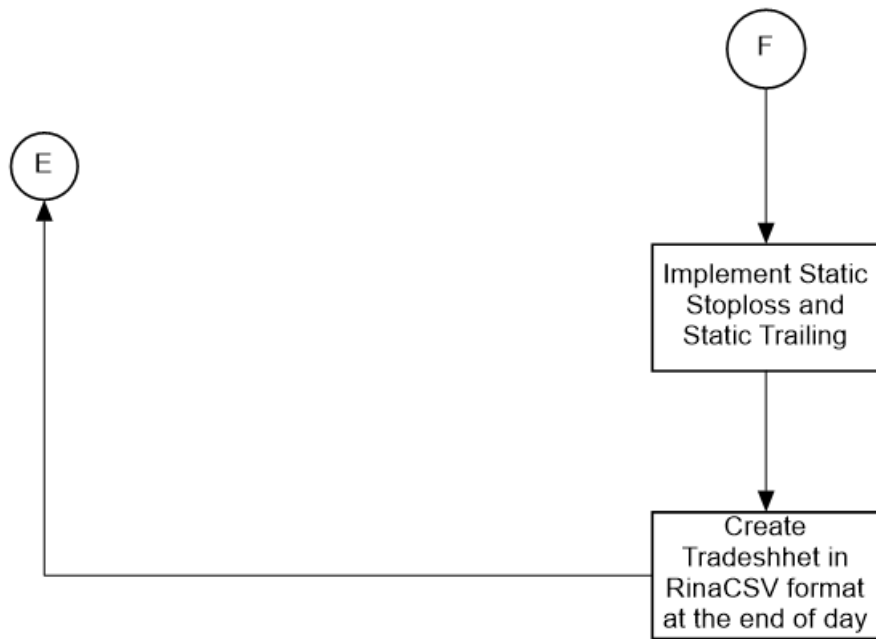 F
E
Implement Static
Stoploss and
Static Trailing
Create
Tradeshhet in
RinaCSV format
at the end of day